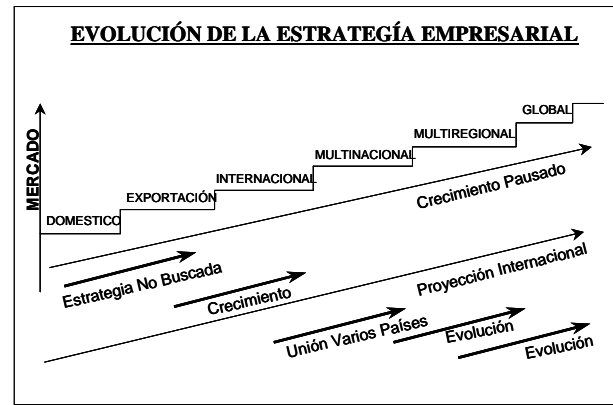 EVOLUCIÓN DE LA ESTRATEGÍA EMPRESARIAL
GLOBAL
MULTIREGIONAL
MULTINACIONAL
INTERNACIONAL
EXPORTACIÓN
DOMESTICO
MERCADO
Crecimiento Pausado
Estrategia No Buscada
Crecimiento
Proyección Internacional
Unión Varios Países
Evolución
Evolución